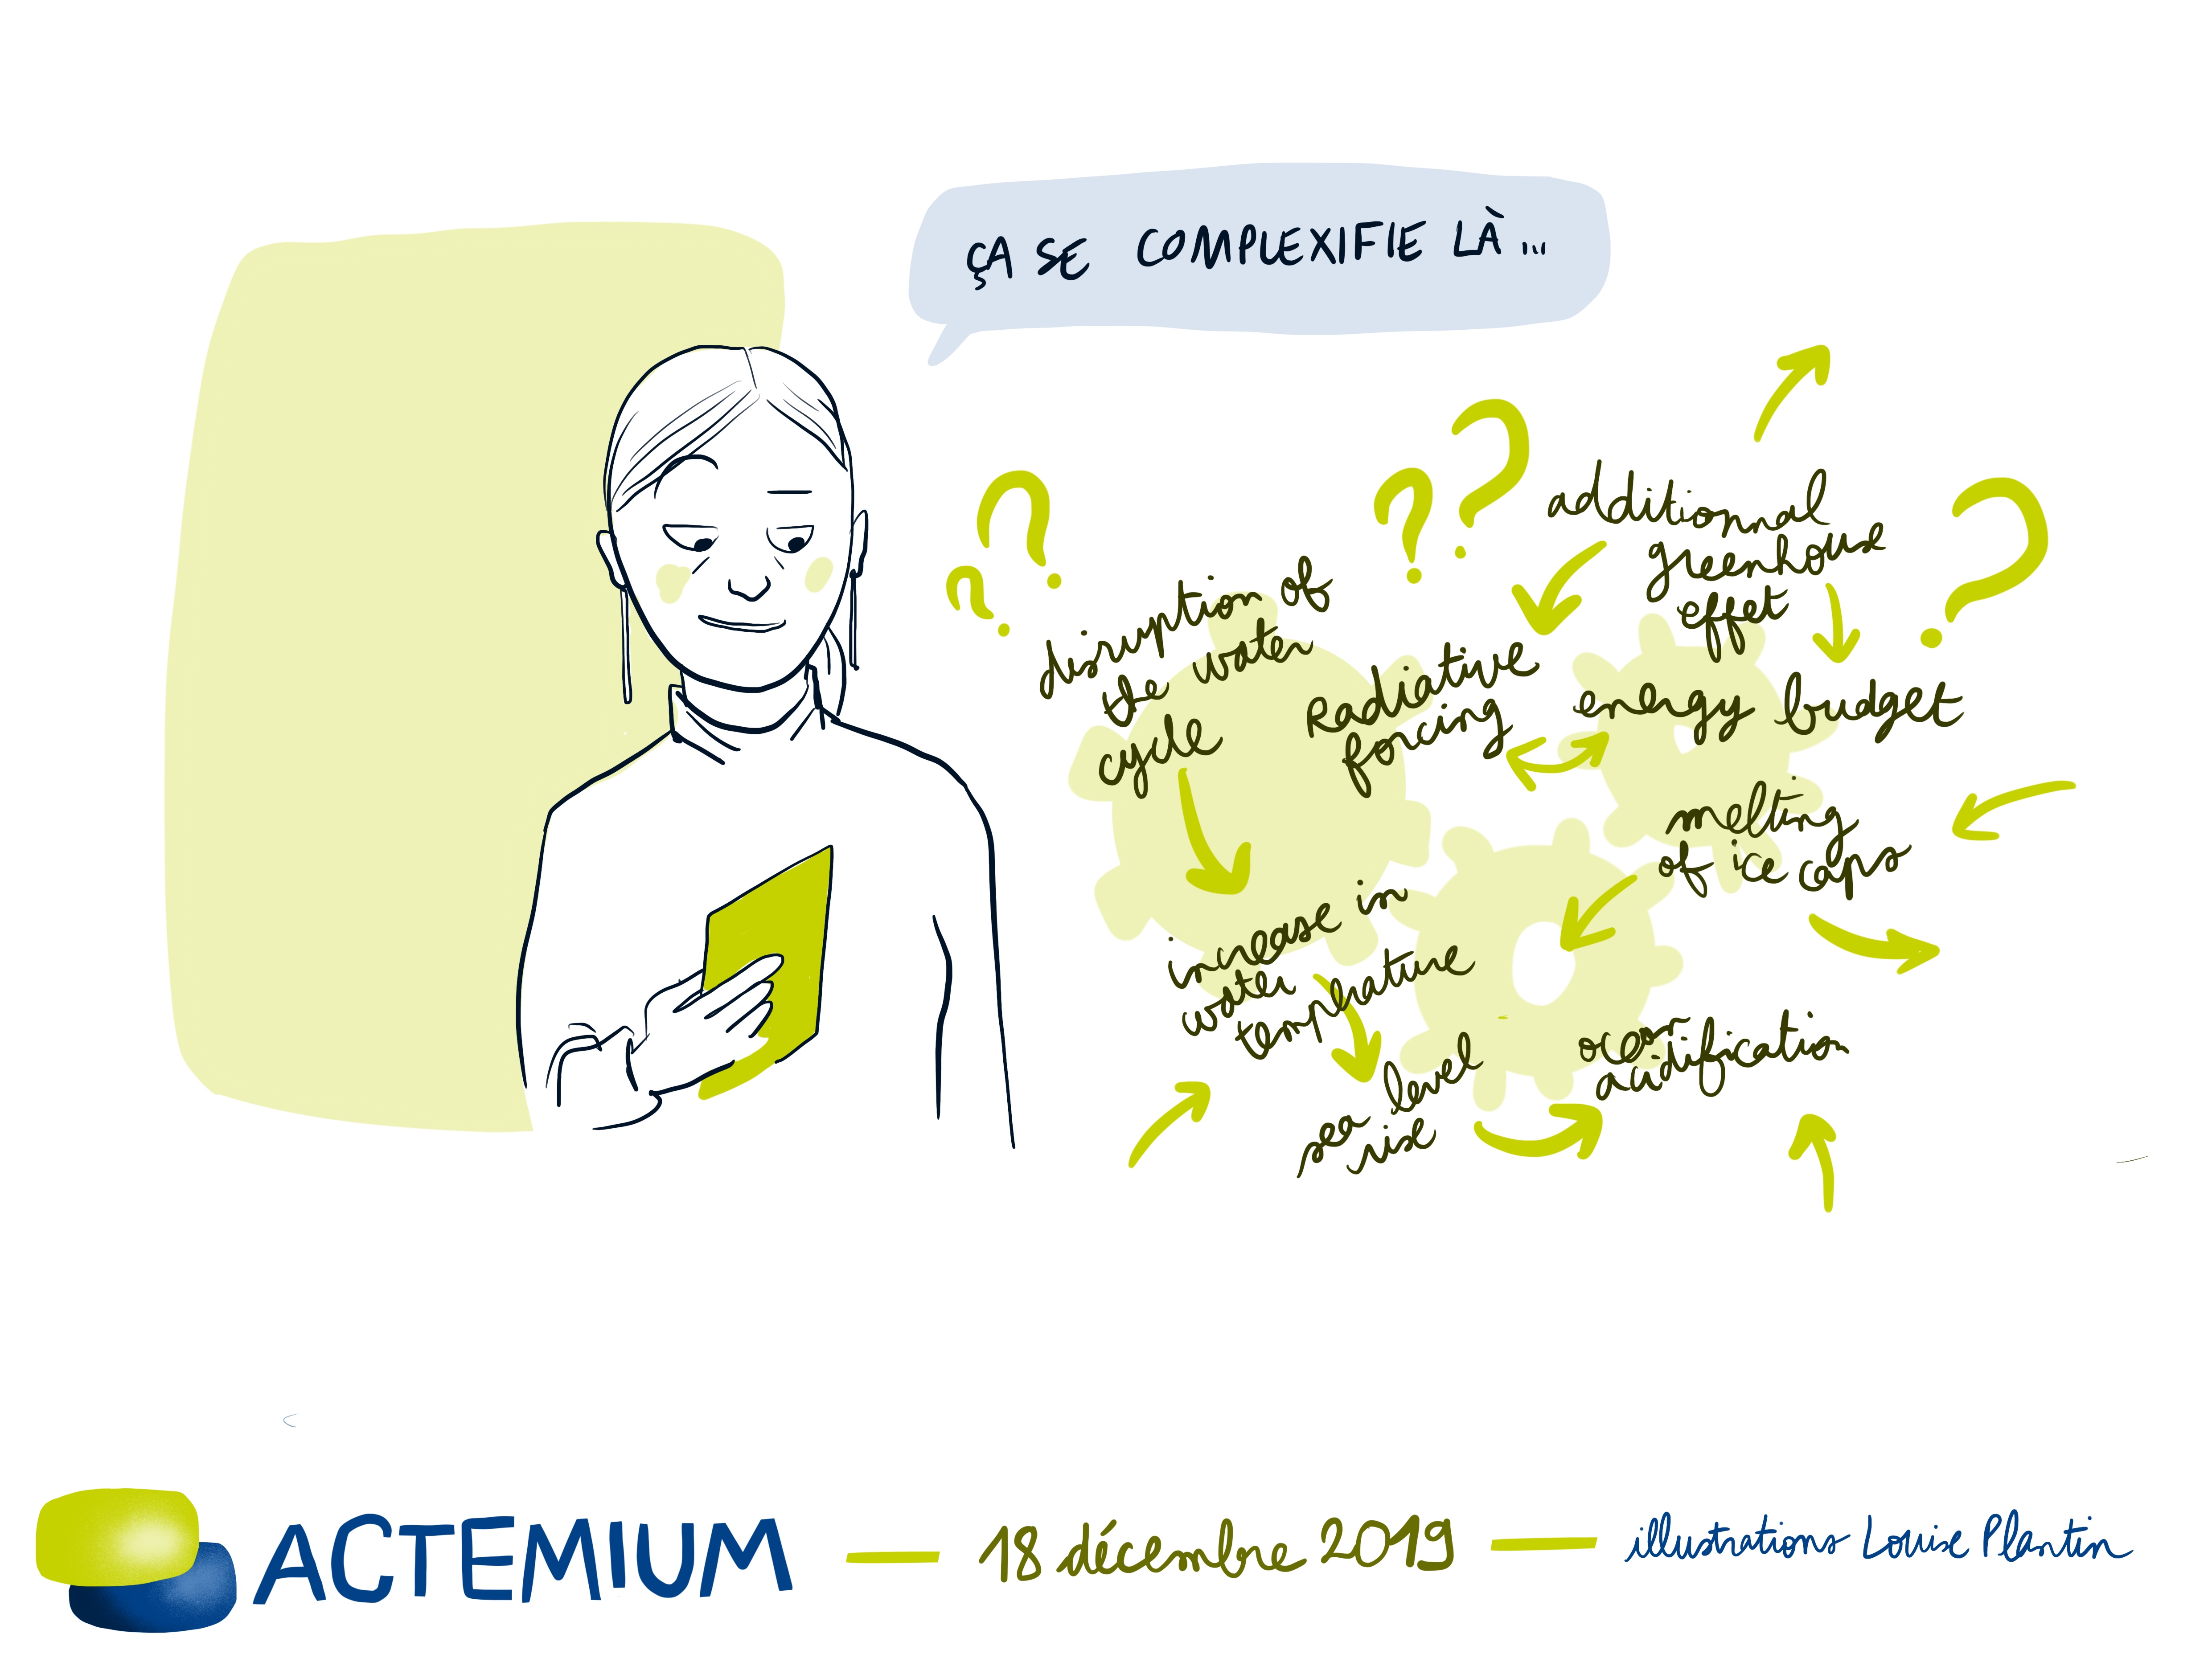 ÇA SE COMPLEXIFIE LÀ...
? ?
? ?
?
additionnal
greenhouse
effet
disruption of
the water
cycle
Radiative
forcing
energy budget
melting
of ice caps
increase in
water
temperature
ocean
acidification
sea level
rise
ACTEMIUM — 18 décembre 2019 — illustrations Louise Plantin